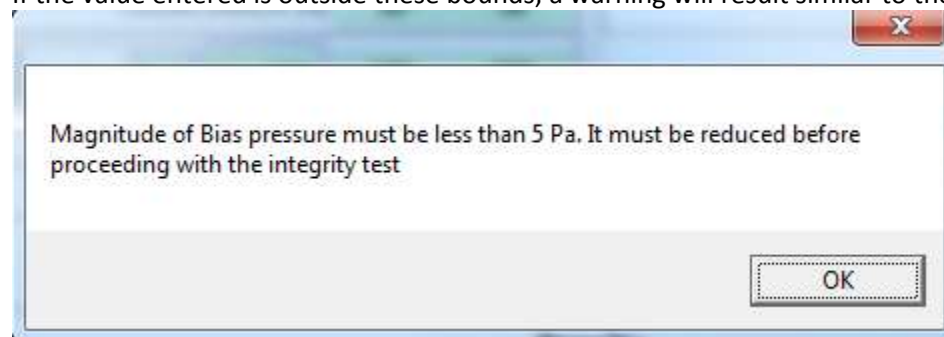 If the value entered is outside these bounds, a warning will result similar to the
Magnitude of Bias pressure must be less than 5 Pa. It must be reduced before
proceeding with the integrity test
OK